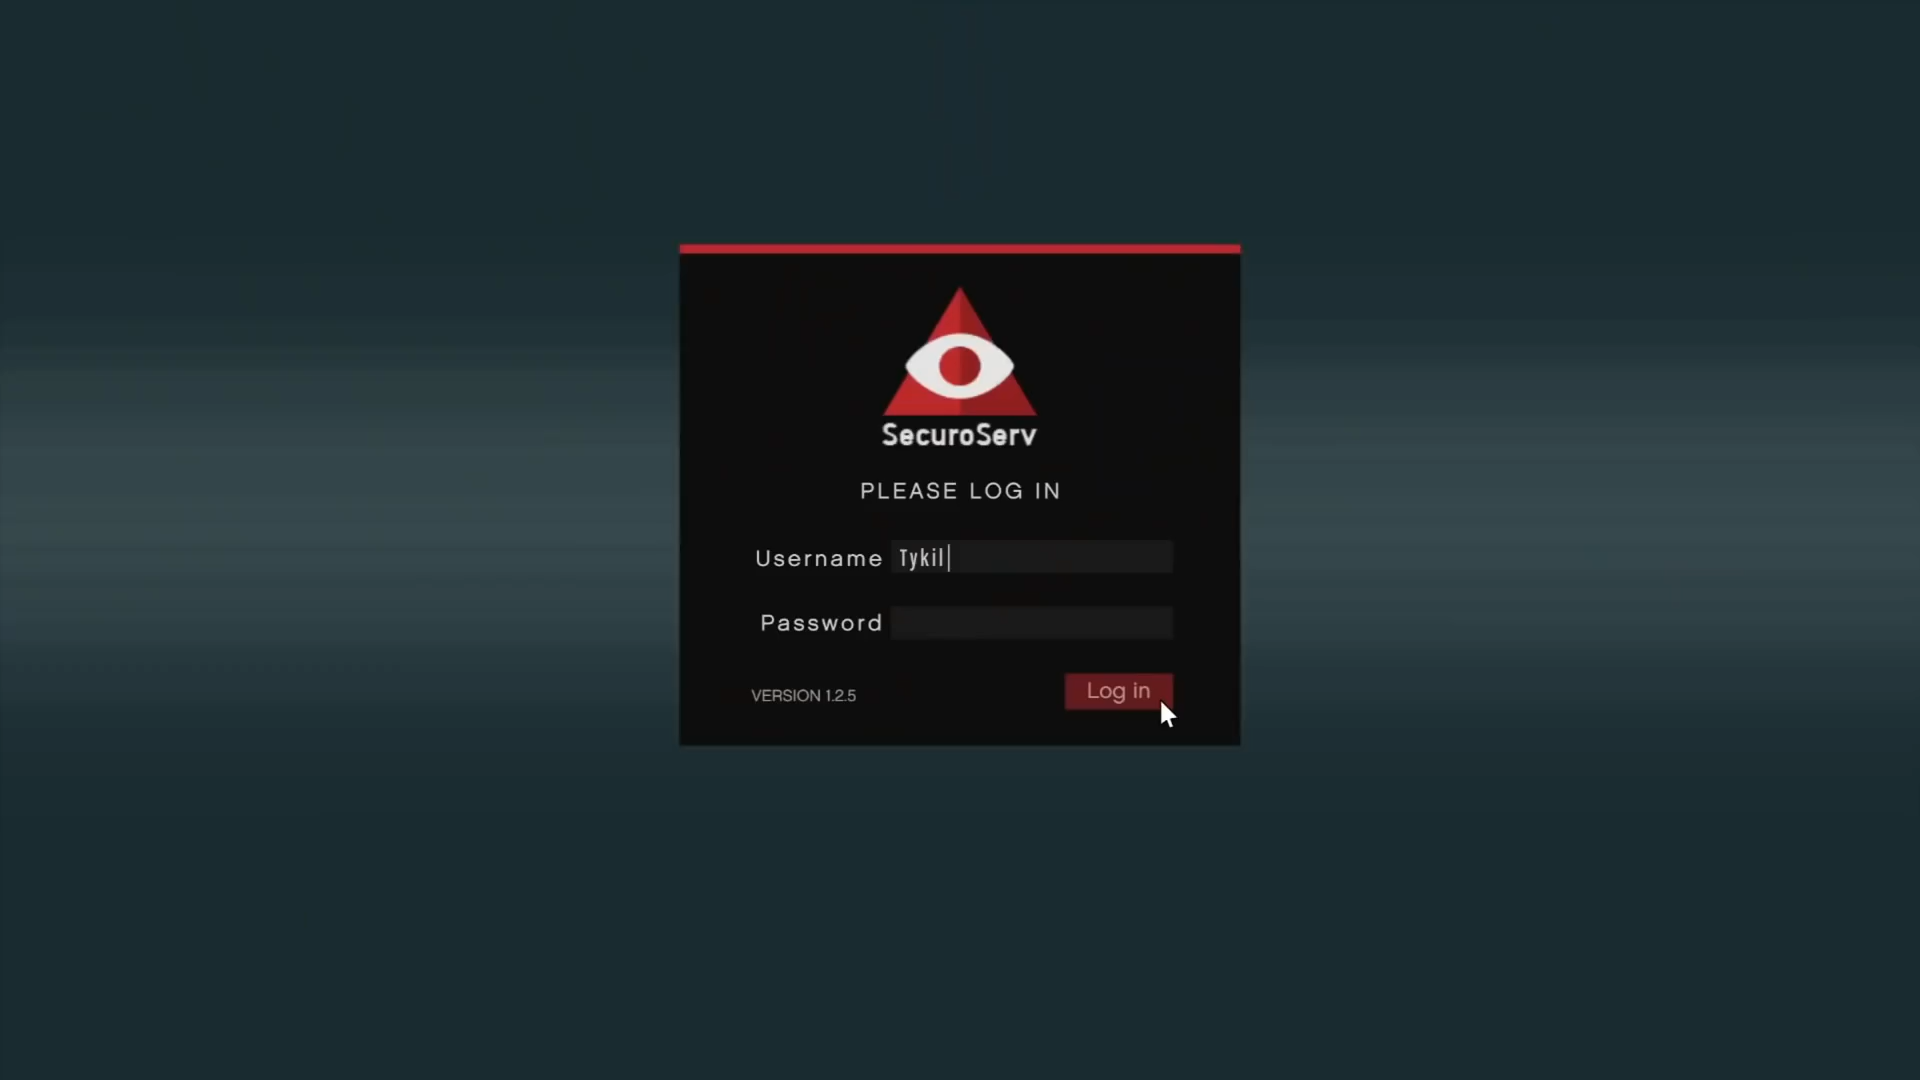 SecuroServ
PLEASE LOG IN
Username Tykil
Password
VERSION 1.2.5 Log in